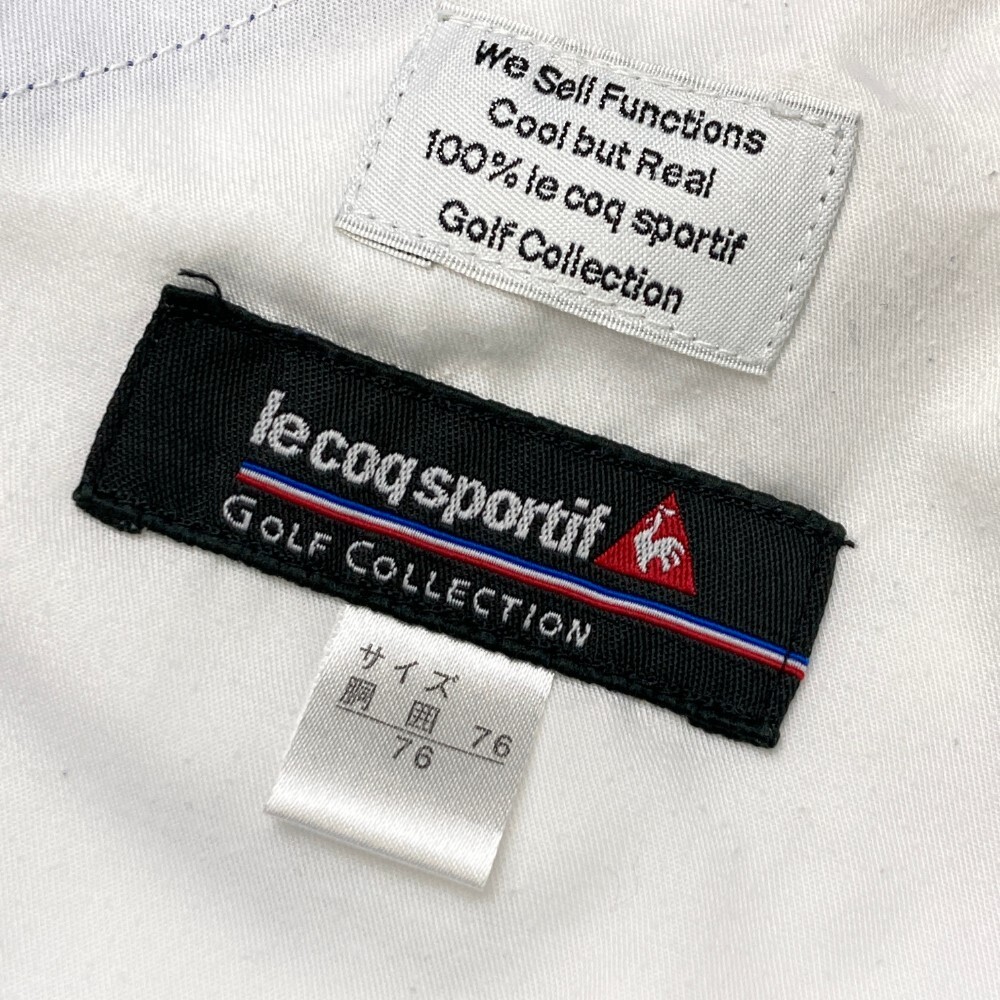 We Sell Functions
Cool but Real
100% le coq sportif
Golf Collection
le coq sportif
GOLF COLLECTION
サイズ
胴 囲 76
76